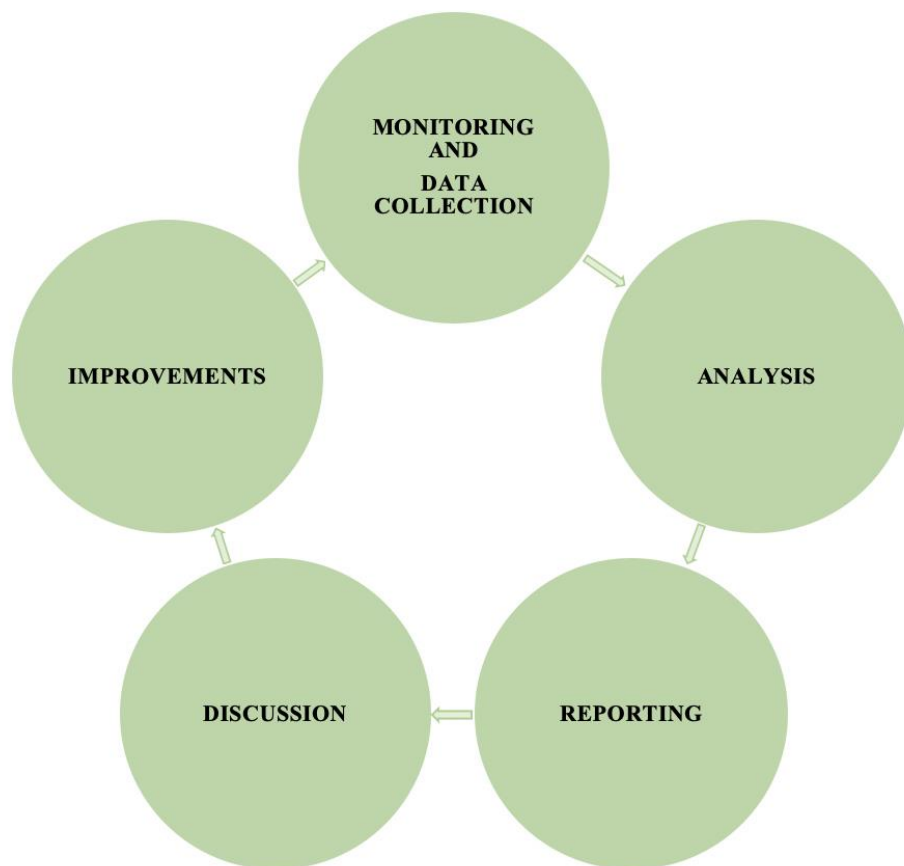 MONITORING
AND
DATA
COLLECTION
ANALYSIS
REPORTING
DISCUSSION
IMPROVEMENTS